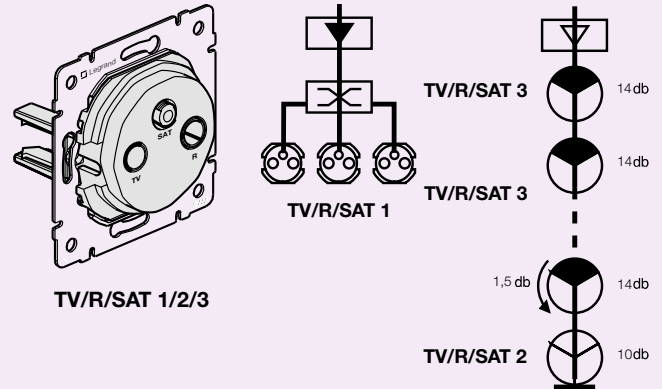 Legrand
SAT
TV
R
TV/R/SAT 1/2/3
TV/R/SAT 1
TV/R/SAT 3
14db
TV/R/SAT 3
14db
1,5 db
14db
TV/R/SAT 2
10db